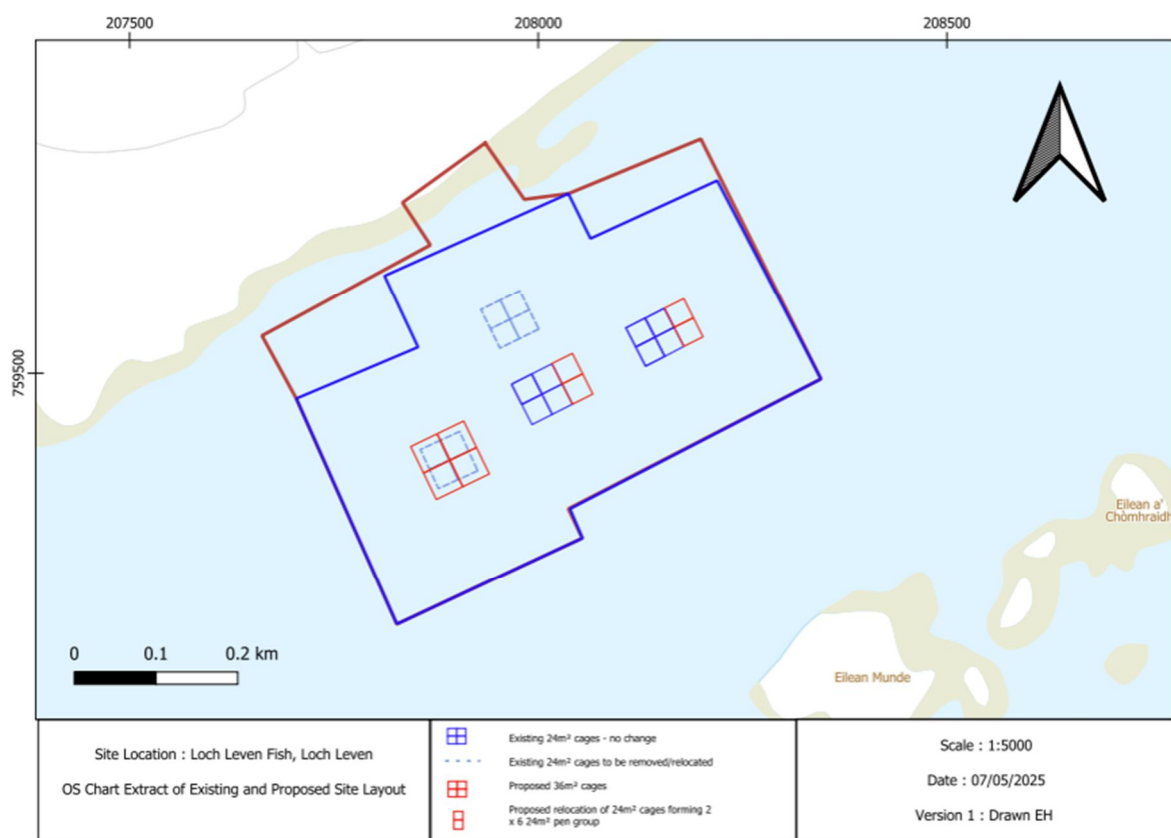 207500
208000
208500
759500
Eilean a'
Chòmhraidh
Eilean Munde
0 0.1 0.2 km
Site Location : Loch Leven Fish, Loch Leven
OS Chart Extract of Existing and Proposed Site Layout
Existing 24m² cages - no change
Existing 24m² cages to be removed/relocated
Proposed 36m² cages
Proposed relocation of 24m² cages forming 2
x 6 24m² pen group
Scale : 1:5000
Date : 07/05/2025
Version 1 : Drawn EH